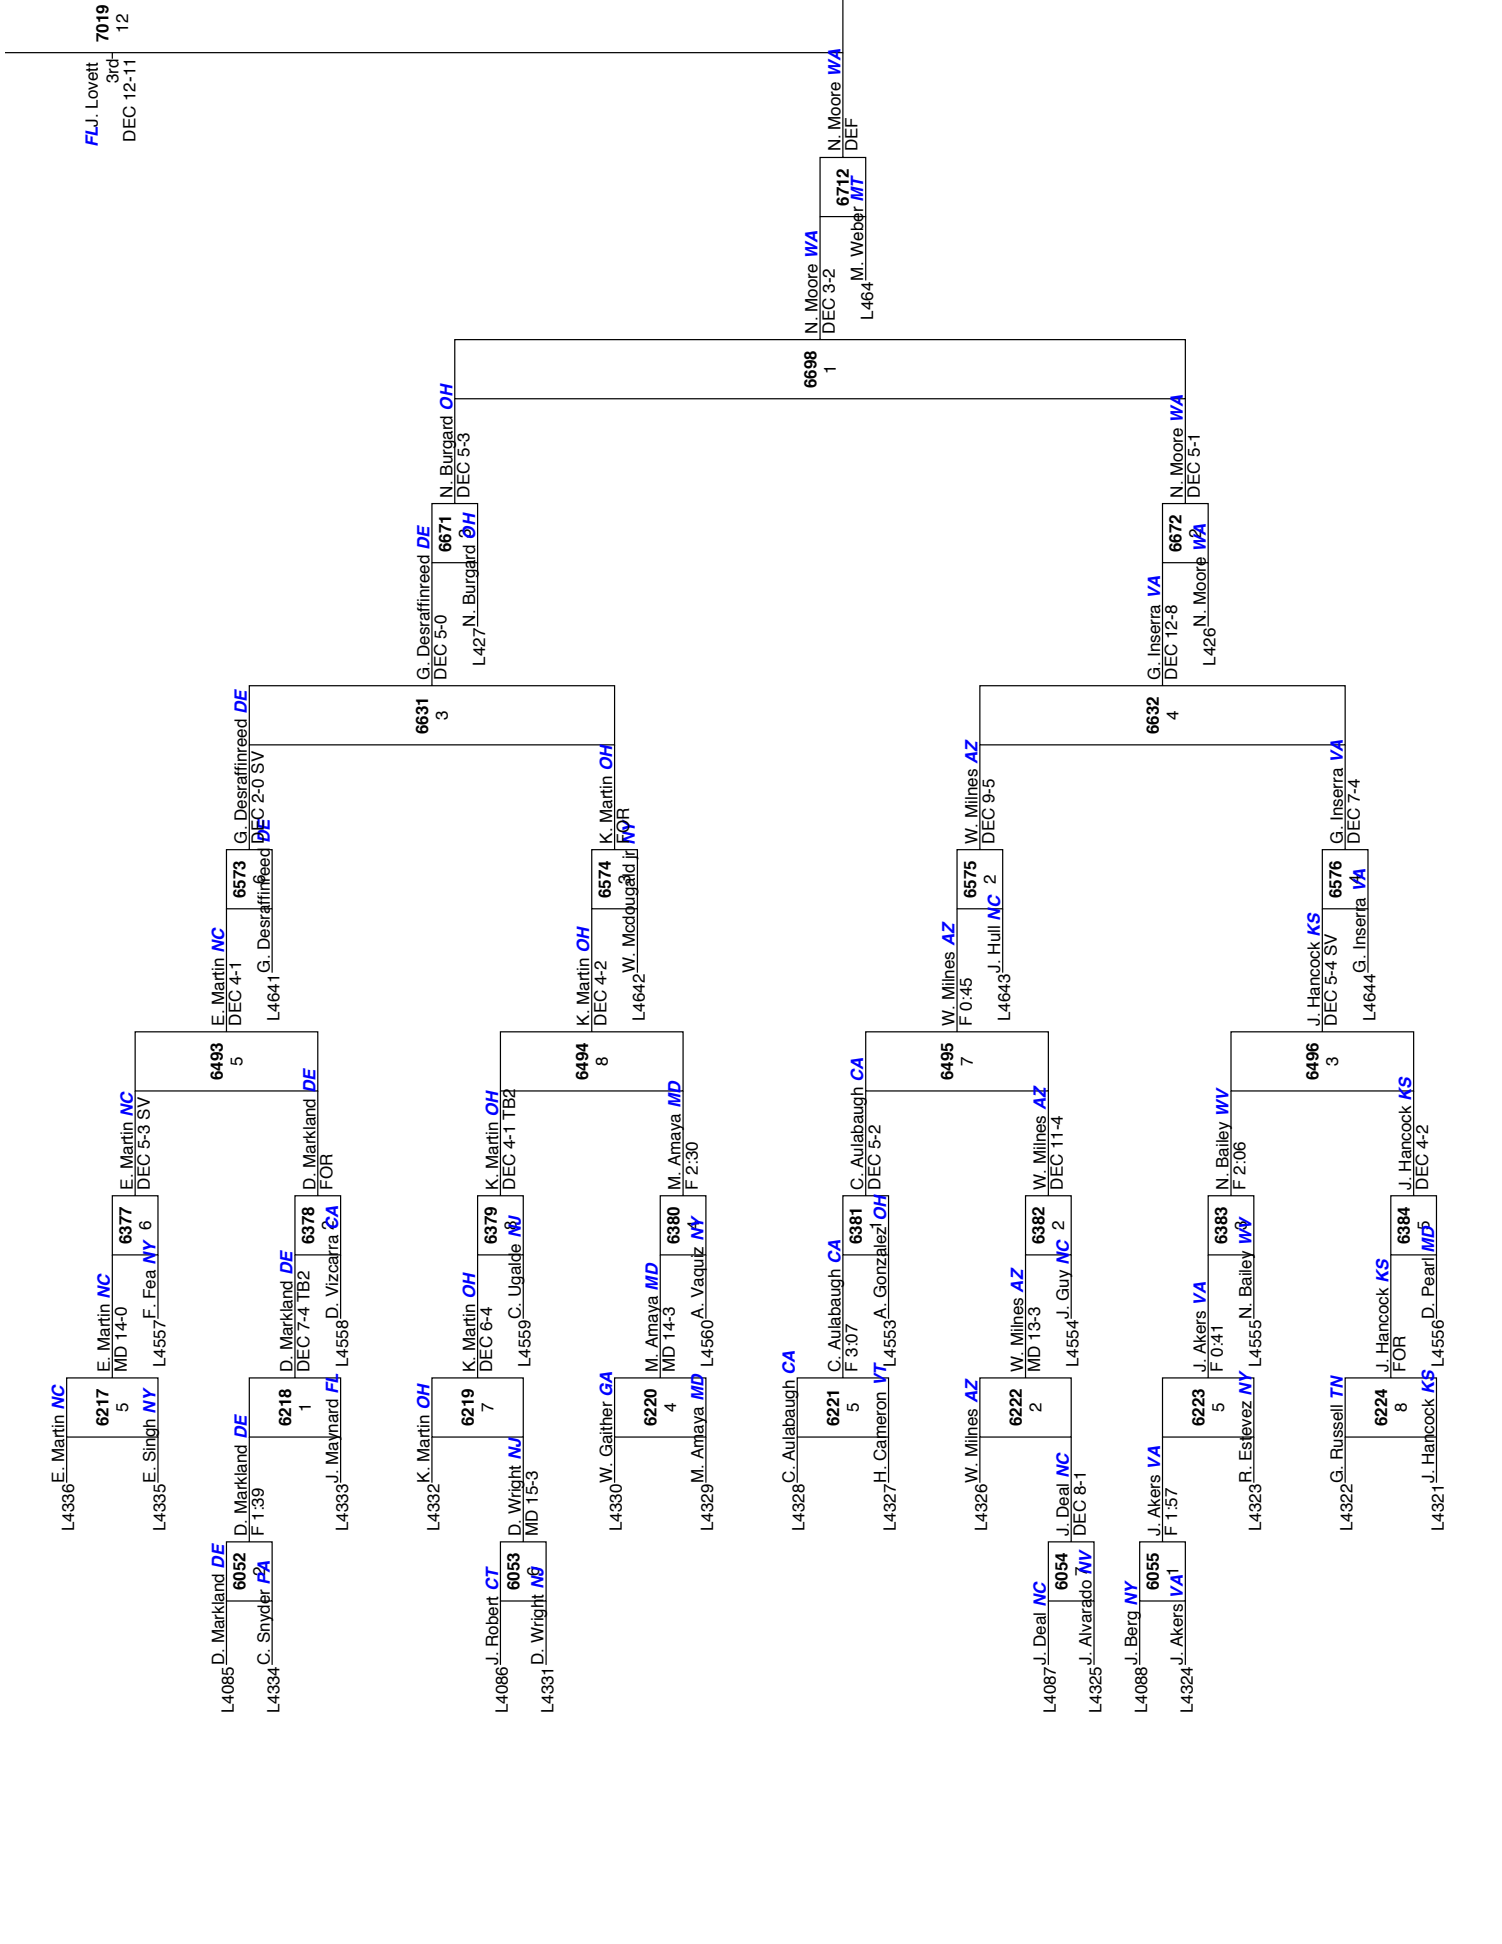 L4085 D. Markland DE
6052
2
L4334 C. Snyder PA
L4086 J. Robert CT
6053
6
L4331 D. Wright NJ
L4087 J. Deal NC
6054
7
L4325 J. Alvarado NV
L4088 J. Berg NY
6055
1
L4324 J. Akers VA
L4336 E. Martin NC
6217
5
L4335 E. Singh NY
D. Markland DE
F 1:39
6218
1
L4333 J. Maynard FL
L4332 K. Martin OH
6219
7
D. Wright NJ
MD 15-3
L4330 W. Gaither GA
6220
4
L4329 M. Amaya MD
L4328 C. Aulabaugh CA
6221
5
L4327 H. Cameron VT
L4326 W. Milnes AZ
6222
2
J. Deal NC
DEC 8-1
J. Akers VA
F 1:57
6223
5
L4323 R. Estevez NY
L4322 G. Russell TN
6224
8
L4321 J. Hancock KS
E. Martin NC
MD 14-0
6377
6
L4557 F. Fea NY
D. Markland DE
DEC 7-4 TB2
6378
2
L4558 D. Vizcarra CA
K. Martin OH
DEC 6-4
6379
8
L4559 C. Ugalde NJ
M. Amaya MD
MD 14-3
6380
4
L4560 A. Vaquiz NY
C. Aulabaugh CA
F 3:07
6381
1
L4553 A. Gonzalez OH
W. Milnes AZ
MD 13-3
6382
2
L4554 J. Guy NC
J. Akers VA
F 0:41
6383
L4555 N. Bailey WV
J. Hancock KS
FOR
6384
5
L4556 D. Pearl MD
E. Martin NC
DEC 5-3 SV
6493
5
D. Markland DE
FOR
K. Martin OH
DEC 4-1 TB2
6494
8
M. Amaya MD
F 2:30
C. Aulabaugh CA
DEC 5-2
6495
7
W. Milnes AZ
DEC 11-4
N. Bailey WV
F 2:06
6496
3
J. Hancock KS
DEC 4-2
E. Martin NC
DEC 4-1
6573
6
L4641 G. Desraffinreed DE
K. Martin OH
DEC 4-2
6574
L4642 W. Mcdougald jr NY
W. Milnes AZ
F 0:45
6575
2
L4643 J. Hull NC
J. Hancock KS
DEC 5-4 SV
6576
4
L4644 G. Inserra VA
G. Desraffinreed DE
DEC 2-0 SV
6631
3
K. Martin OH
FOR
W. Milnes AZ
DEC 9-5
6632
4
G. Inserra VA
DEC 7-4
G. Desraffinreed DE
DEC 5-0
6671
L427 N. Burgard OH
G. Inserra VA
DEC 12-8
6672
2
L426 N. Moore WA
N. Burgard OH
DEC 5-3
6698
1
N. Moore WA
DEC 5-1
N. Moore WA
DEC 3-2
6712
L464 M. Weber MT
N. Moore WA
DEF
FL J. Lovett
3rd
DEC 12-11
7019
12